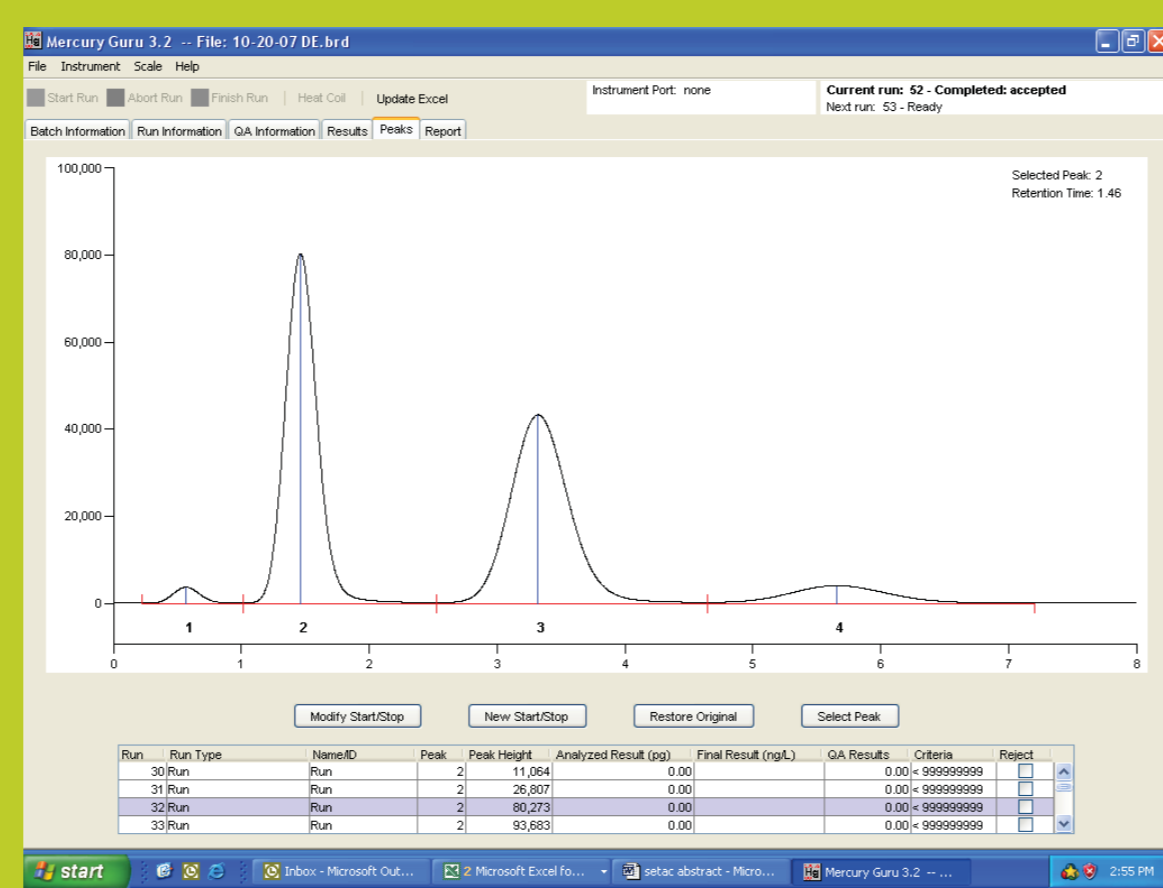 Hg Mercury Guru 3.2 -- File: 10-20-07 DE.brd
File Instrument Scale Help
Start Run Abort Run Finish Run Heat Coil Update Excel
Instrument Port: none
Current run: 52 - Completed: accepted
Next run: 53 - Ready
Batch Information Run Information QA Information Results Peaks Report
Selected Peak: 2
Retention Time: 1.46
100,000
80,000
60,000
40,000
20,000
0
1 2 3 4
0 1 2 3 4 5 6 7 8
Modify Start/Stop New Start/Stop Restore Original Select Peak
Run Run Type Name/ID Peak Peak Height Analyzed Result (pg) Final Result (ng/L) QA Results Criteria Reject
30 Run Run 2 11,064 0.00 0.00 < 999999999
31 Run Run 2 26,807 0.00 0.00 < 999999999
32 Run Run 2 80,273 0.00 0.00 < 999999999
33 Run Run 2 93,683 0.00 0.00 < 999999999
start Inbox - Microsoft Out... 2 Microsoft Excel fo... setac abstract - Micro... Hg Mercury Guru 3.2 -- ... 2:55 PM